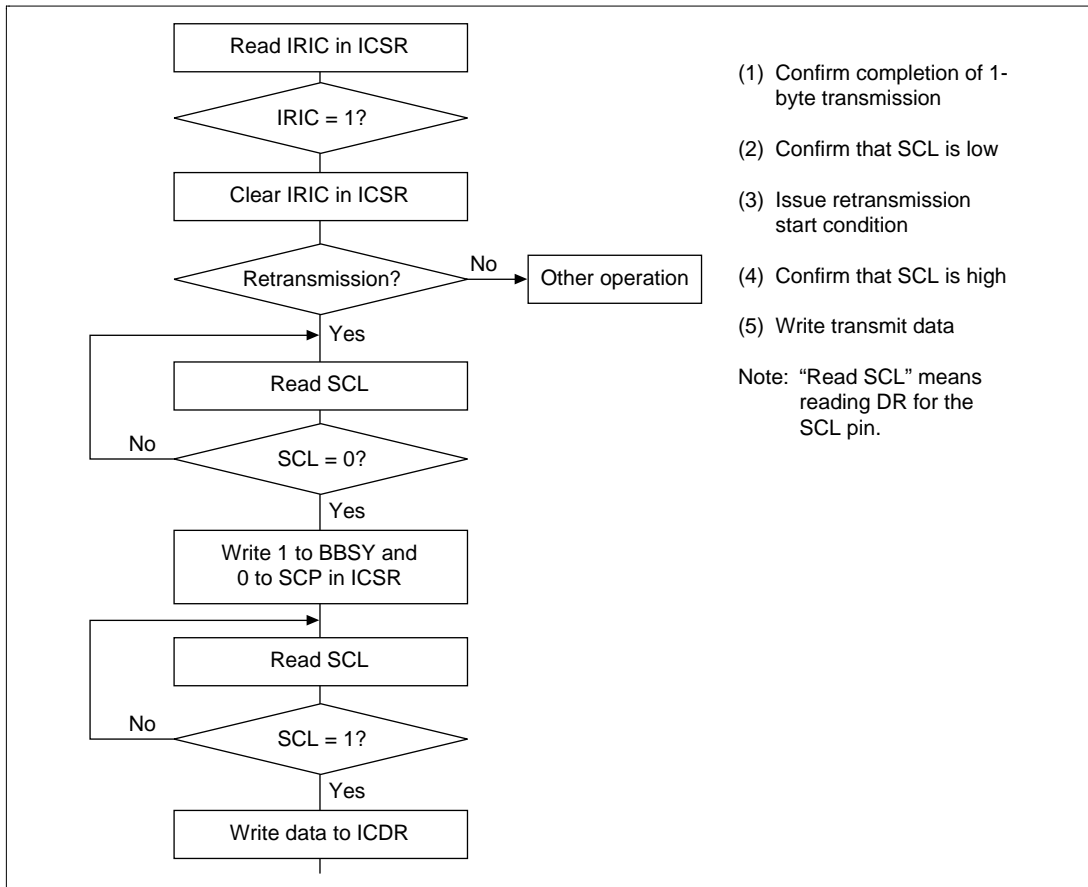 Read IRIC in ICSR
IRIC = 1?
Clear IRIC in ICSR
Retransmission?
No
Other operation
Yes
Read SCL
No
SCL = 0?
Yes
Write 1 to BBSY and
0 to SCP in ICSR
Read SCL
No
SCL = 1?
Yes
Write data to ICDR
(1) Confirm completion of 1-
byte transmission
(2) Confirm that SCL is low
(3) Issue retransmission
start condition
(4) Confirm that SCL is high
(5) Write transmit data
Note: “Read SCL” means
reading DR for the
SCL pin.